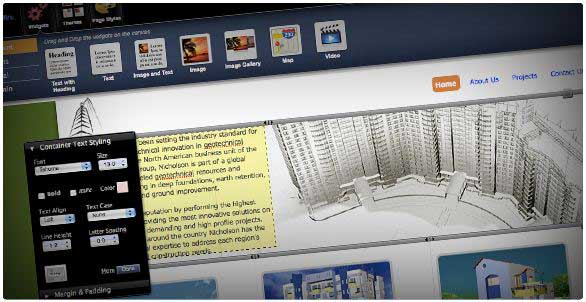 Widgets
Themes
Page Styles
Drag and Drop the widgets on the canvas
Heading
Text with
Heading
Text
Image and Text
Image
Image Gallery
Map
Video
Home
About Us
Projects
Contact Us
Container Text Styling
Font
Size
Tahoma
13.0
Bold
Italic
Color
Text Align
Text Case
Left
None
Line Height
Letter Spacing
1.2
0.0
More
Done
Margin & Padding
been setting the industry standard for
technical innovation in geotechnical
North American business unit of the
Group, Nicholson is part of a global
geotechnical resources and
in deep foundations, earth retention,
and ground improvement.
reputation by performing the highest
providing the most innovative solutions on
demanding and high profile projects.
around the country Nicholson has the
expertise to address each region's
construction needs.